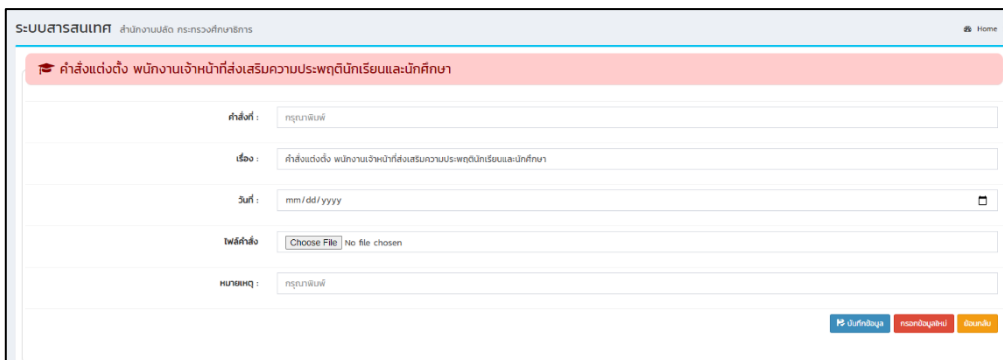 ระบบสารสนเทศ สำนักงานปลัด กระทรวงศึกษาธิการ Home
คำสั่งแต่งตั้ง พนักงานเจ้าหน้าที่ส่งเสริมความประพฤตินักเรียนและนักศึกษา
คำสั่งที่ : กรุณาพิมพ์
เรื่อง : คำสั่งแต่งตั้ง พนักงานเจ้าหน้าที่ส่งเสริมความประพฤตินักเรียนและนักศึกษา
วันที่ : mm/dd/yyyy
ไฟล์คำสั่ง Choose File No file chosen
หมายเหตุ : กรุณาพิมพ์
บันทึกข้อมูล กรอกข้อมูลใหม่ ย้อนกลับ